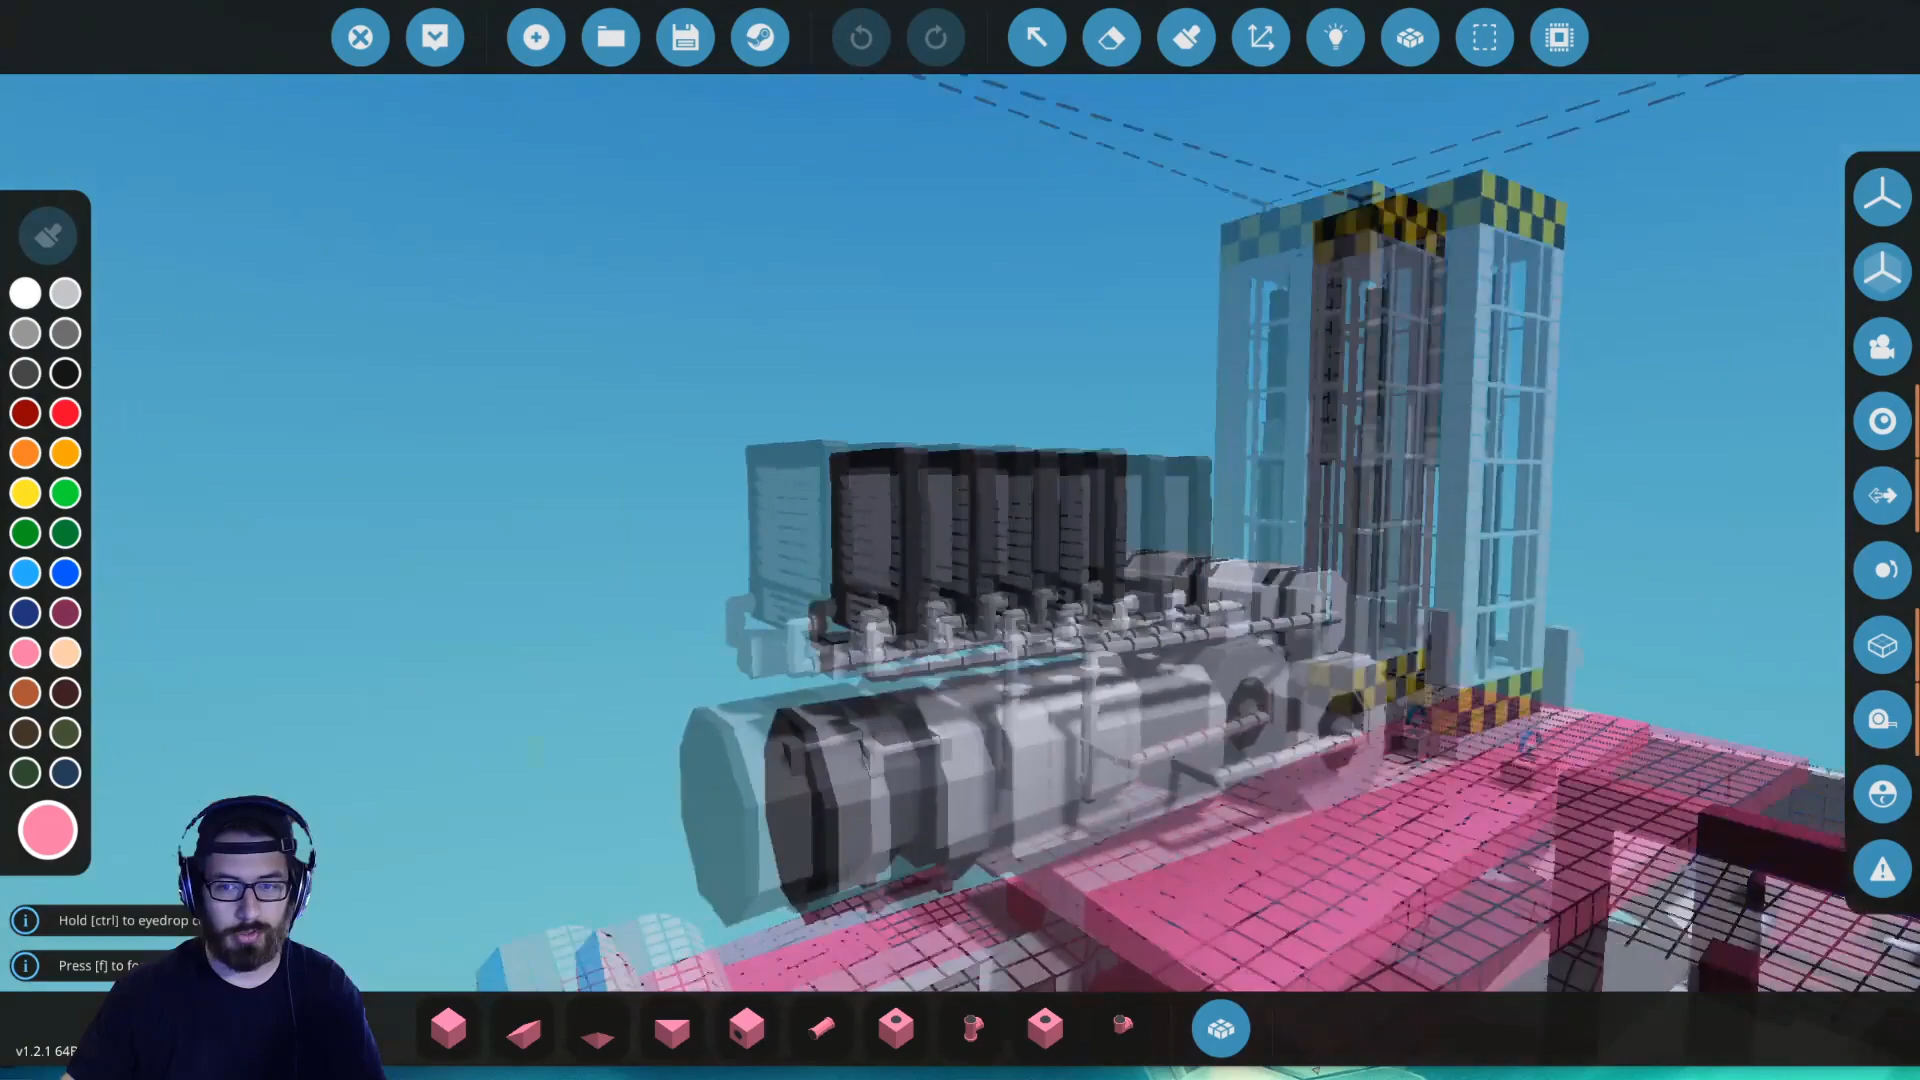 Hold [ctrl] to eyedrop
Press [f] to
v1.2.1 64